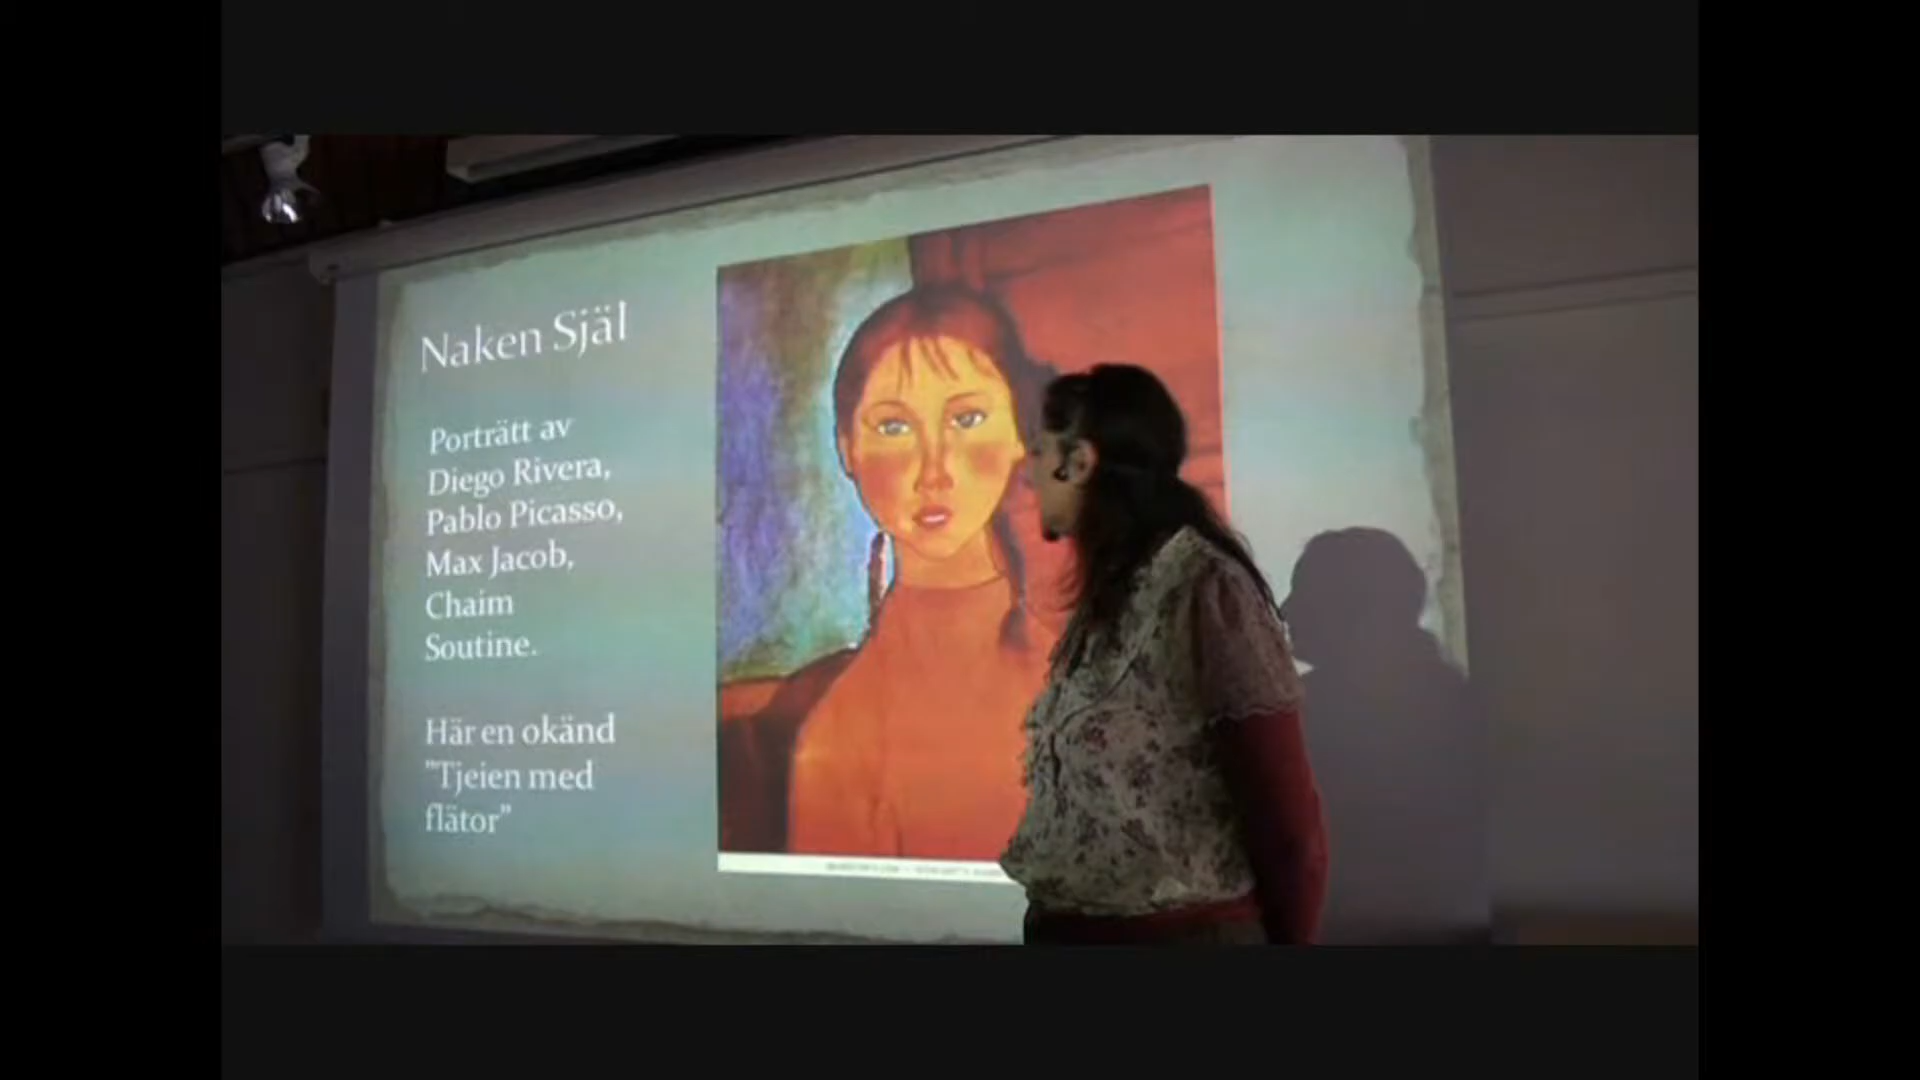 Naken Själ
Porträtt av
Diego Rivera,
Pablo Picasso,
Max Jacob,
Chaim
Soutine.
Här en okänd
"Tjeien med
flätor"